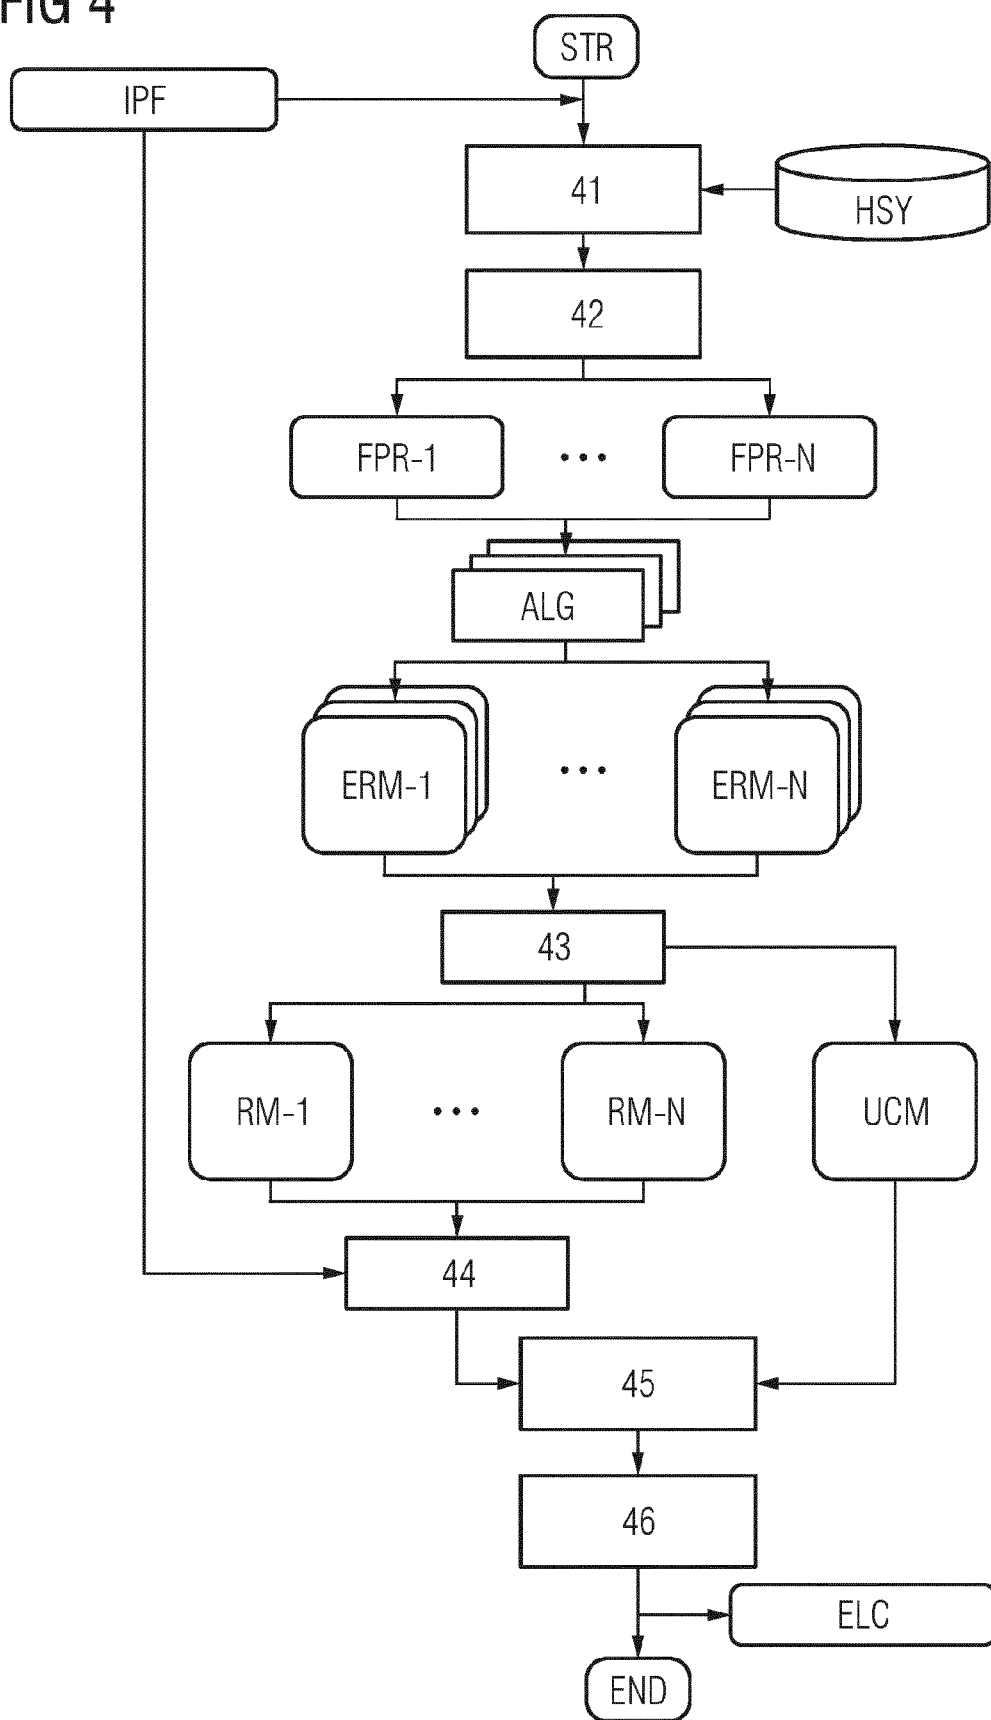 FIG 4
STR
IPF
41
HSY
42
FPR-1 ... FPR-N
ALG
ERM-1 ... ERM-N
43
RM-1 ... RM-N UCM
44
45
46
ELC
END